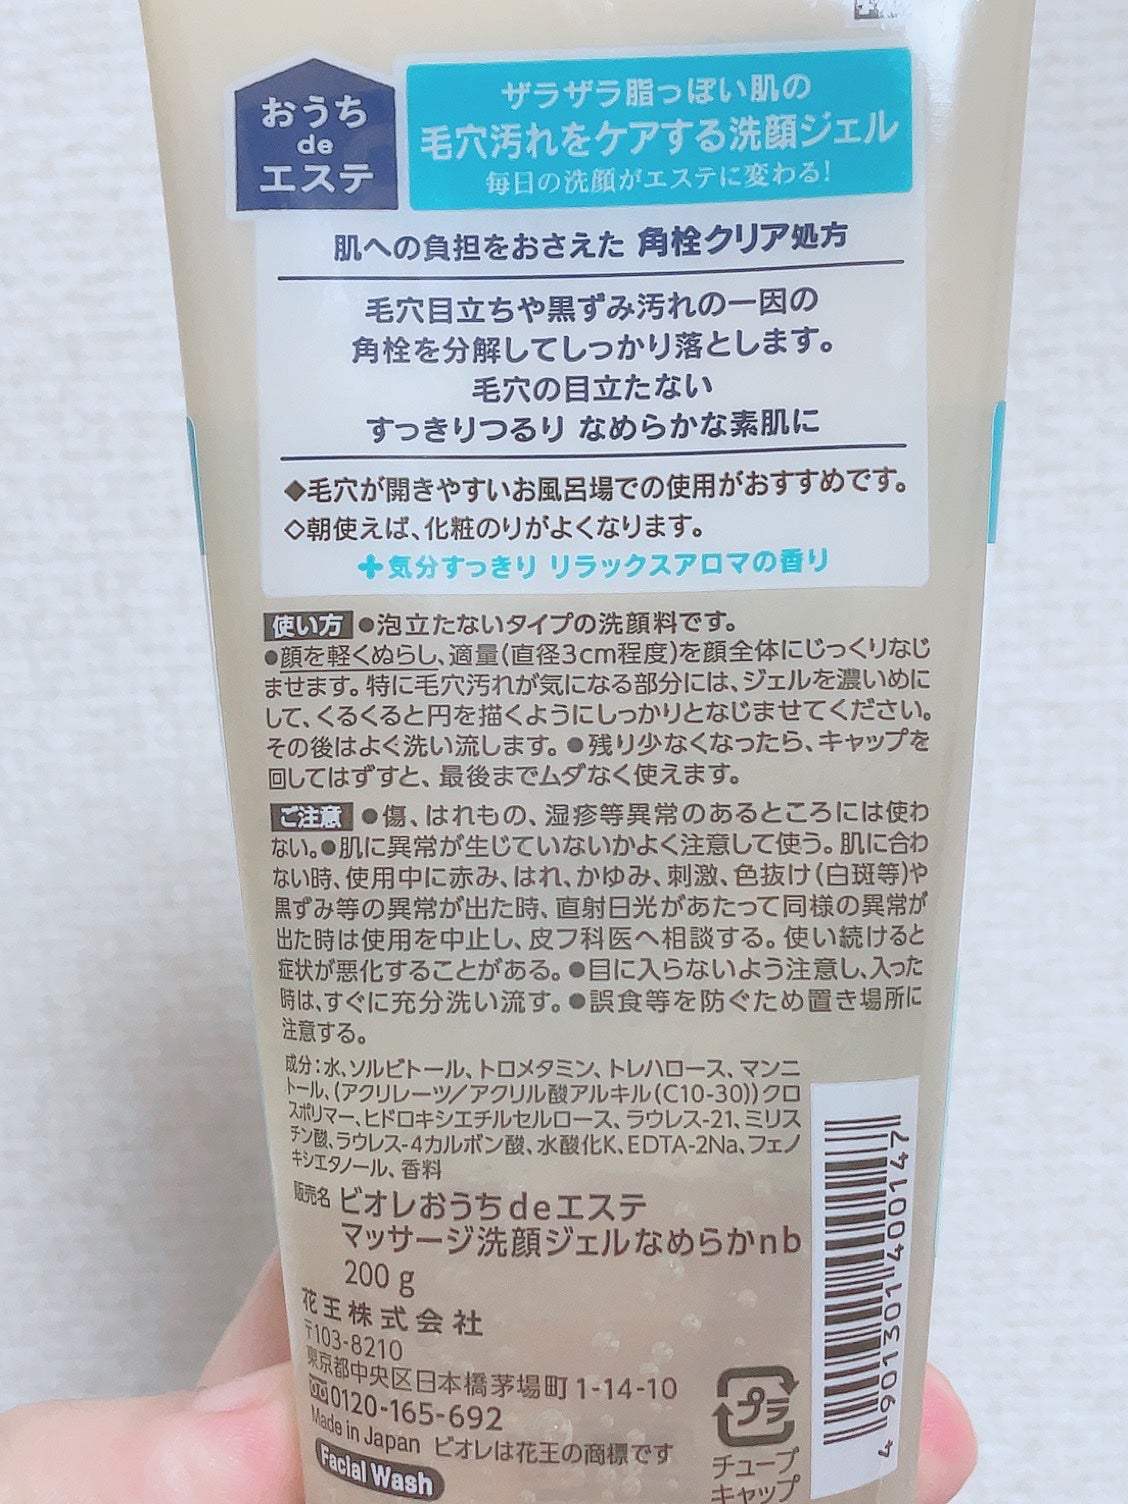 おうち
de
エステ
ザラザラ脂っぽい肌の
毛穴汚れをケアする洗顔ジェル
毎日の洗顔がエステに変わる!
肌への負担をおさえた 角栓クリア処方
毛穴目立ちや黒ずみ汚れの一因の
角栓を分解してしっかり落とします。
毛穴の目立たない
すっきりつるり なめらかな素肌に
◆毛穴が開きやすいお風呂場での使用がおすすめです。
◇朝使えば、化粧のりがよくなります。
✚気分すっきり リラックスアロマの香り
使い方 ●泡立たないタイプの洗顔料です。
●顔を軽くぬらし、適量(直径3cm程度)を顔全体にじっくりなじ
ませます。特に毛穴汚れが気になる部分には、ジェルを濃いめに
して、くるくると円を描くようにしっかりとなじませてください。
その後はよく洗い流します。●残り少なくなったら、キャップを
回してはずすと、最後までムダなく使えます。
ご注意 ●傷、はれもの、湿疹等異常のあるところには使わ
ない。●肌に異常が生じていないかよく注意して使う。肌に合わ
ない時、使用中に赤み、はれ、かゆみ、刺激、色抜け(白斑等)や
黒ずみ等の異常が出た時、直射日光があたって同様の異常が
出た時は使用を中止し、皮フ科医へ相談する。使い続けると
症状が悪化することがある。●目に入らないよう注意し、入った
時は、すぐに充分洗い流す。●誤食等を防ぐため置き場所に
注意する。
成分：水、ソルビトール、トロメタミン、トレハロース、マンニ
トール、(アクリレーツ／アクリル酸アルキル(C10-30))クロ
スポリマー、ヒドロキシエチルセルロース、ラウレス-21、ミリス
チン酸、ラウレス-4カルボン酸、水酸化K、EDTA-2Na、フェノ
キシエタノール、香料
販売名 ビオレおうちdeエステ
マッサージ洗顔ジェルなめらかnb
200 g
花王株式会社
〒103-8210
東京都中央区日本橋茅場町1-14-10
0120-165-692
Made in Japan ビオレは花王の商標です
Facial Wash
プラ
チューブ
キャップ
4 901301 400147